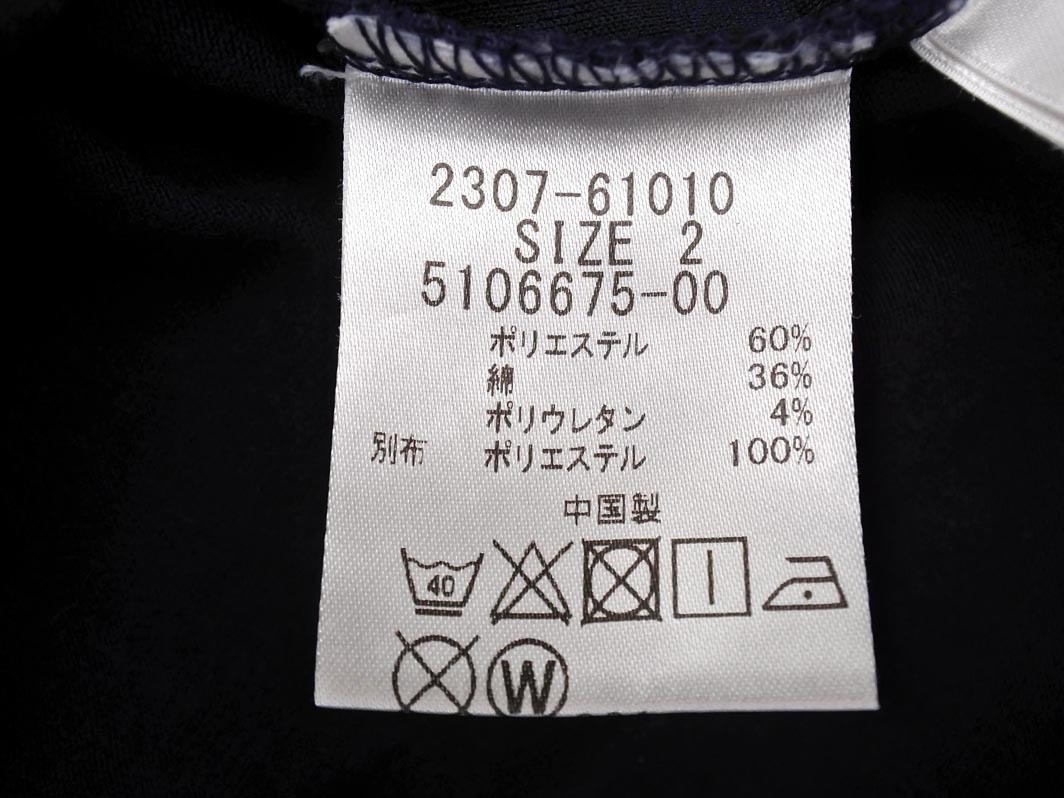 2307-61010
SIZE 2
5106675-00
ポリエステル 60%
綿 36%
ポリウレタン 4%
別布 ポリエステル 100%
中国製
40
W